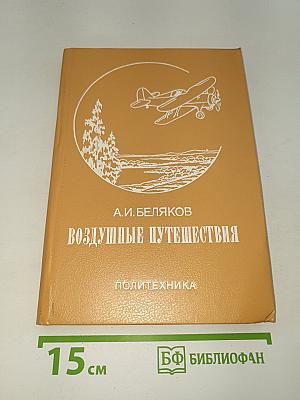 А.И.БЕЛЯКОВ
ВОЗДУШНЫЕ ПУТЕШЕСТВИЯ
ПОЛИТЕХНИКА
15 см
БФ БИБЛИОФАН